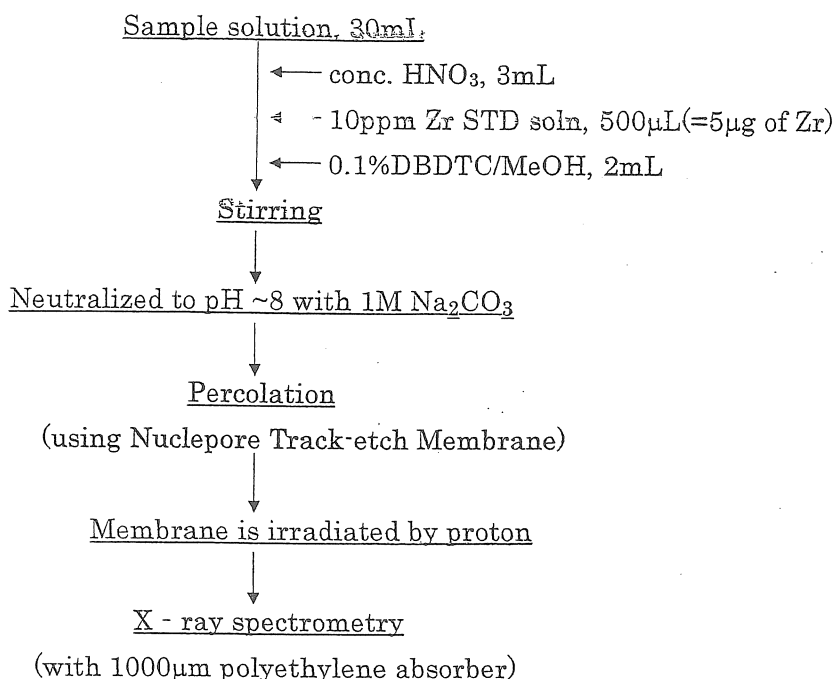 Sample solution, 30mL
conc. HNO₃, 3mL
- 10ppm Zr STD soln, 500μL(=5μg of Zr)
0.1%DBDTC/MeOH, 2mL
Stirring
Neutralized to pH ~8 with 1M Na₂CO₃
Percolation
(using Nuclepore Track-etch Membrane)
Membrane is irradiated by proton
X - ray spectrometry
(with 1000μm polyethylene absorber)